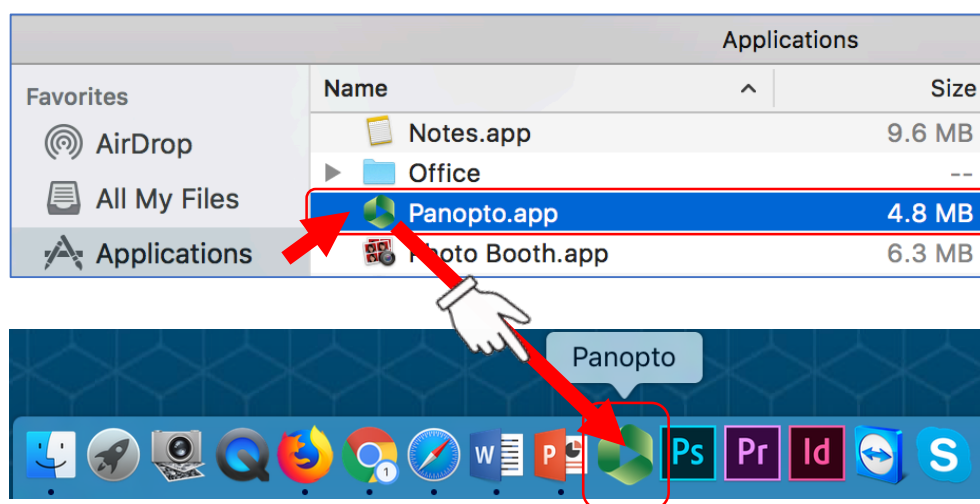 Applications
Favorites
Name Size
AirDrop
Notes.app 9.6 MB
Office --
All My Files
Panopto.app 4.8 MB
Applications
Photo Booth.app 6.3 MB
Panopto
1 W P Ps Pr Id S